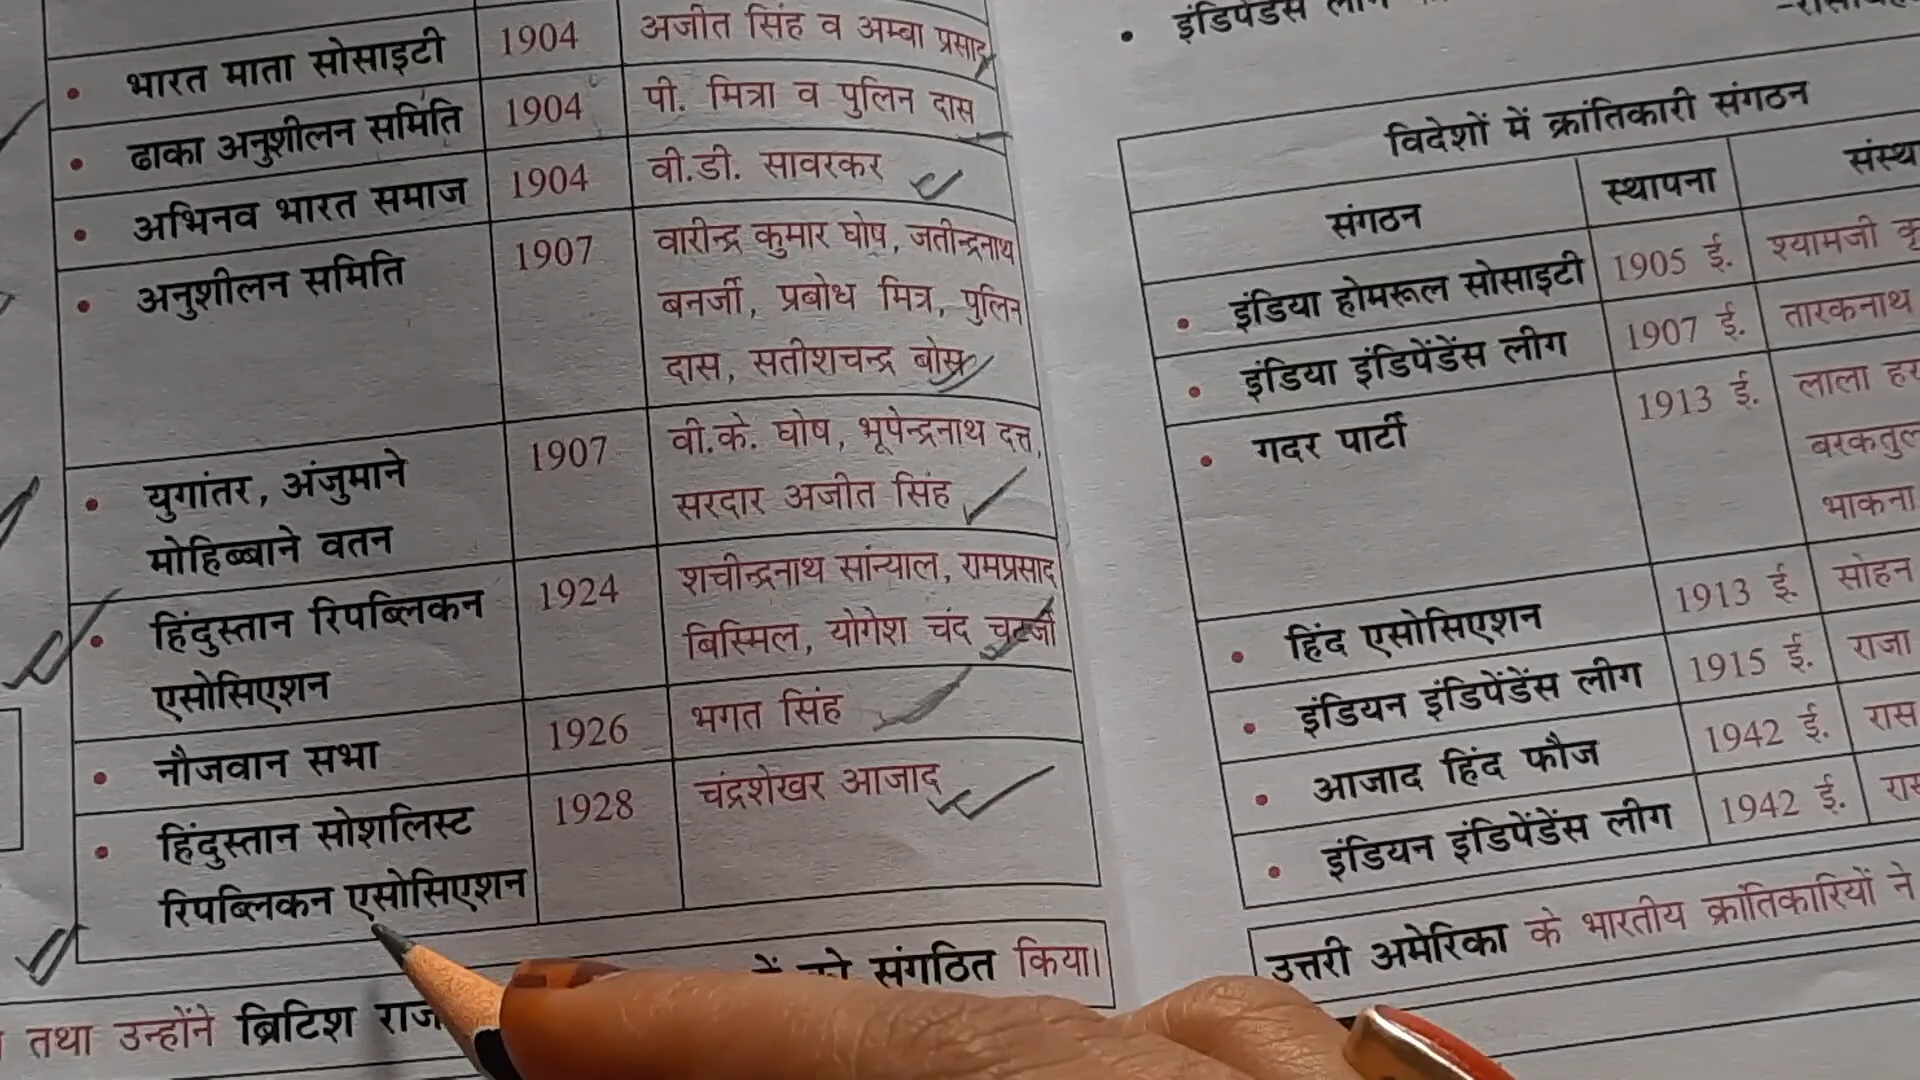 भारत माता सोसाइटी 1904 अजीत सिंह व अम्बा प्रसाद
ढाका अनुशीलन समिति 1904 पी. मित्रा व पुलिन दास
अभिनव भारत समाज 1904 वी.डी. सावरकर
अनुशीलन समिति 1907 वारीन्द्र कुमार घोष, जतीन्द्रनाथ
बनर्जी, प्रबोध मित्र, पुलिन
दास, सतीशचन्द्र बोस
युगांतर, अंजुमाने 1907 वी.के. घोष, भूपेन्द्रनाथ दत्त,
मोहिब्बाने वतन सरदार अजीत सिंह
हिंदुस्तान रिपब्लिकन 1924 शचीन्द्रनाथ सांन्याल, रामप्रसाद
एसोसिएशन बिस्मिल, योगेश चंद चटर्जी
नौजवान सभा 1926 भगत सिंह
हिंदुस्तान सोशलिस्ट 1928 चंद्रशेखर आजाद
रिपब्लिकन एसोसिएशन
संगठित किया।
तथा उन्होंने ब्रिटिश राज
इंडिपेंडेंस लीग
विदेशों में क्रांतिकारी संगठन
संगठन स्थापना
इंडिया होमरूल सोसाइटी 1905 ई. श्यामजी
इंडिया इंडिपेंडेंस लीग 1907 ई. तारकनाथ
गदर पार्टी 1913 ई. लाला
भाकना
हिंद एसोसिएशन 1913 ई. सोहन
इंडियन इंडिपेंडेंस लीग 1915 ई. राजा
आजाद हिंद फौज 1942 ई. रास
इंडियन इंडिपेंडेंस लीग 1942 ई.
उत्तरी अमेरिका के भारतीय क्रांतिकारियों ने